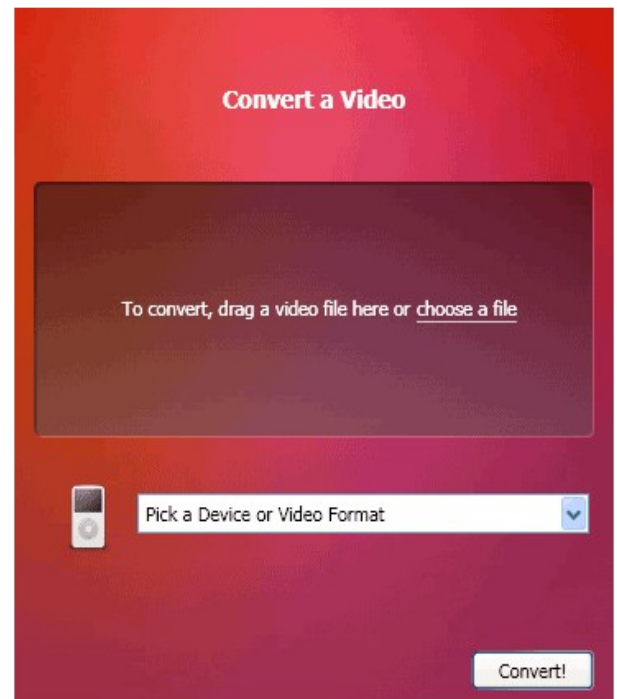 Convert a Video
To convert, drag a video file here or choose a file
Pick a Device or Video Format
Convert!